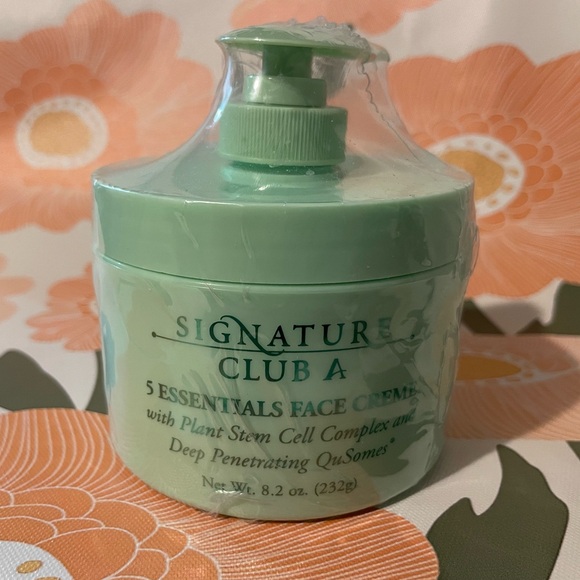 SIGNATURE
CLUB A
5 ESSENTIALS FACE CREME
with Plant Stem Cell Complex and
Deep Penetrating QuSomes*
Net Wt. 8.2 oz. (232g)